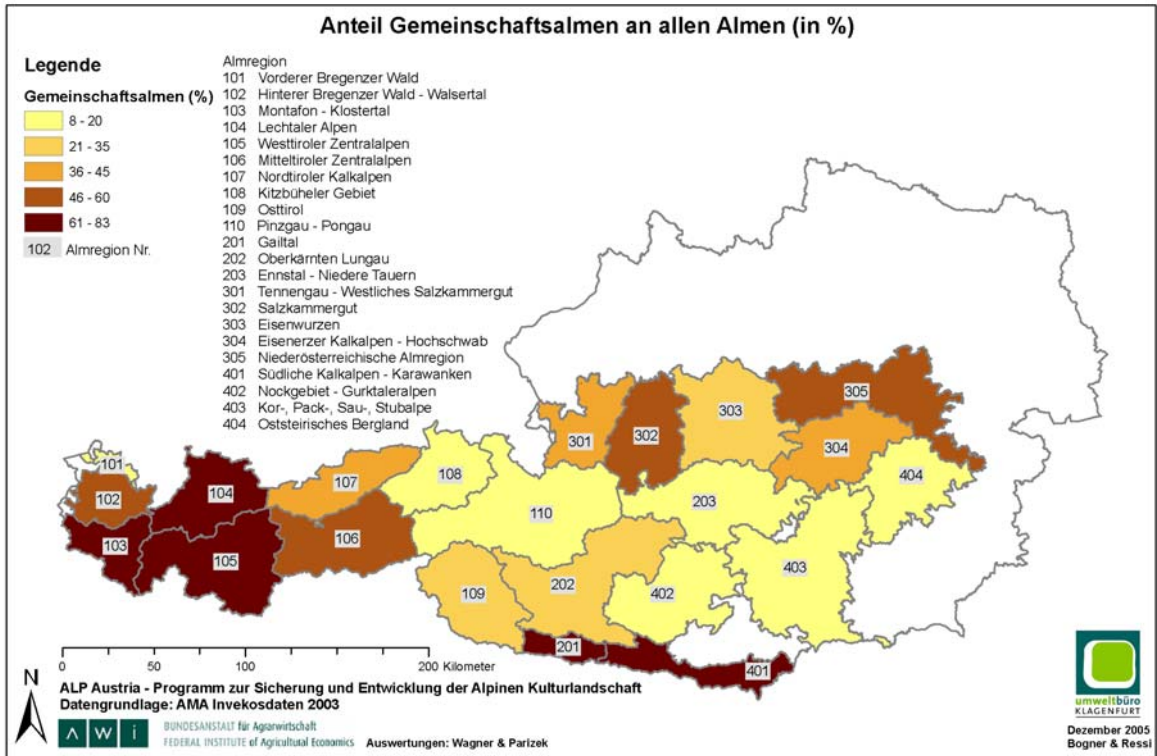 Anteil Gemeinschaftsalmen an allen Almen (in %)
Legende
Gemeinschaftsalmen (%)
8 - 20
21 - 35
36 - 45
46 - 60
61 - 83
102 Almregion Nr.
Almregion
101 Vorderer Bregenzer Wald
102 Hinterer Bregenzer Wald - Walsertal
103 Montafon - Klostertal
104 Lechtaler Alpen
105 Westtiroler Zentralalpen
106 Mitteltiroler Zentralalpen
107 Nordtiroler Kalkalpen
108 Kitzbüheler Gebiet
109 Osttirol
110 Pinzgau - Pongau
201 Gailtal
202 Oberkärnten Lungau
203 Ennstal - Niedere Tauern
301 Tennengau - Westliches Salzkammergut
302 Salzkammergut
303 Eisenwurzen
304 Eisenerzer Kalkalpen - Hochschwab
305 Niederösterreichische Almregion
401 Südliche Kalkalpen - Karawanken
402 Nockgebiet - Gurktaleralpen
403 Kor-, Pack-, Sau-, Stubalpe
404 Oststeirisches Bergland
305
303
302
301
304
101
108
404
107
104
102
203
110
106
103
105
403
202
402
109
201
401
0 50 100 200 Kilometer
N
ALP Austria - Programm zur Sicherung und Entwicklung der Alpinen Kulturlandschaft
Datengrundlage: AMA Invekosdaten 2003
AWI
BUNDESANSTALT für Agrarwirtschaft
FEDERAL INSTITUTE of Agricultural Economics
Auswertungen: Wagner & Parizek
umweltbüro
KLAGENFURT
Dezember 2005
Bogner & Ressi